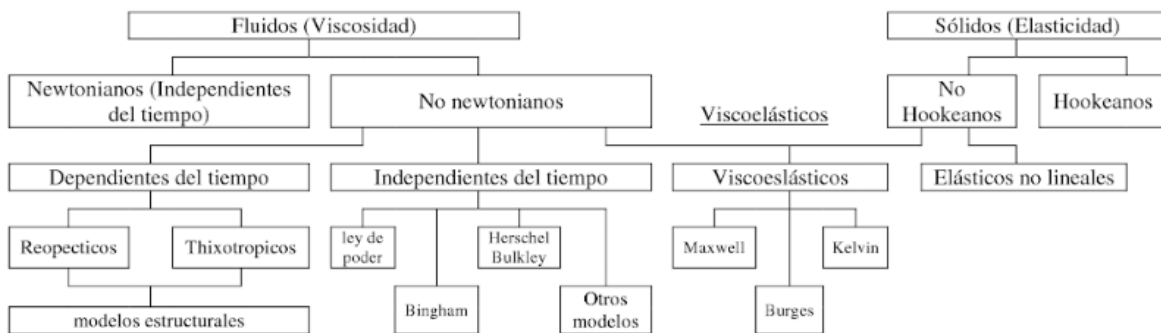 Fluidos (Viscosidad)
Sólidos (Elasticidad)
Newtonianos (Independientes
del tiempo)
No newtonianos
Viscoelásticos
No
Hookeanos
Hookeanos
Dependientes del tiempo
Independientes del tiempo
Viscoeslásticos
Elásticos no lineales
Reopecticos
Thixotropicos
ley de
poder
Herschel
Bulkley
Maxwell
Kelvin
Bingham
Otros
modelos
Burges
modelos estructurales